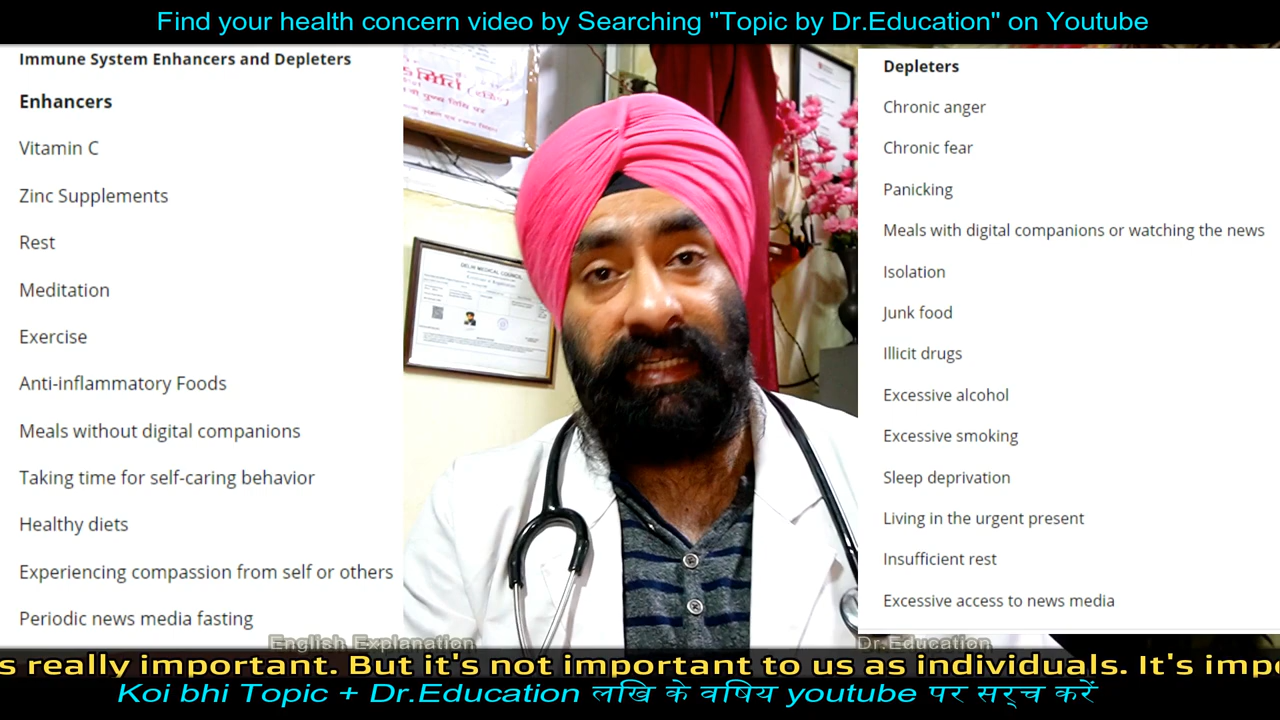 Find your health concern video by Searching "Topic by Dr.Education" on Youtube
Immune System Enhancers and Depleters
Enhancers
Vitamin C
Zinc Supplements
Rest
Meditation
Exercise
Anti-inflammatory Foods
Meals without digital companions
Taking time for self-caring behavior
Healthy diets
Experiencing compassion from self or others
Periodic news media fasting
DELHI MEDICAL COUNCIL
Depleters
Chronic anger
Chronic fear
Panicking
Meals with digital companions or watching the news
Isolation
Junk food
Illicit drugs
Excessive alcohol
Excessive smoking
Sleep deprivation
Living in the urgent present
Insufficient rest
Excessive access to news media
English Explanation
Dr.Education
s really important. But it's not important to us as individuals. It's impo
Koi bhi Topic + Dr.Education लखि के वषिय youtube पर सर्च करें